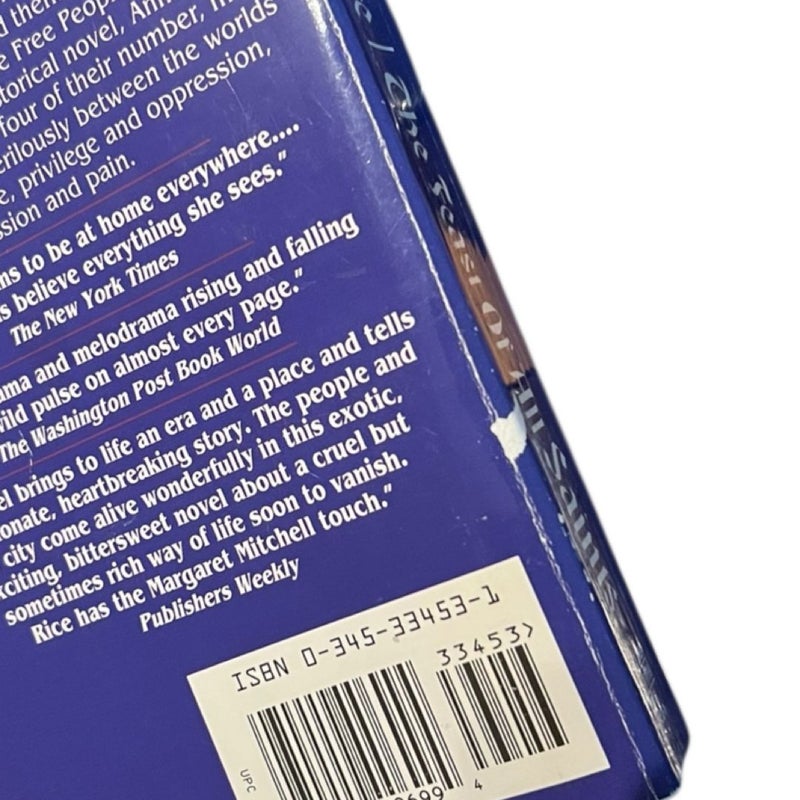 e Free People
torical novel, Ann
four of their number,
erilously between the worlds
e, privilege and oppression,
ssion and pain.
ns to be at home everywhere....
s believe everything she sees."
The New York Times
ama and melodrama rising and falling
wild pulse on almost every page."
The Washington Post Book World
el brings to life an era and a place and tells
onate, heartbreaking story. The people and
city come alive wonderfully in this exotic,
xciting, bittersweet novel about a cruel but
sometimes rich way of life soon to vanish.
Rice has the Margaret Mitchell touch."
Publishers Weekly
ISBN 0-345-33453-1
33453>
UPC
0699
4
The Feast Of All Saints